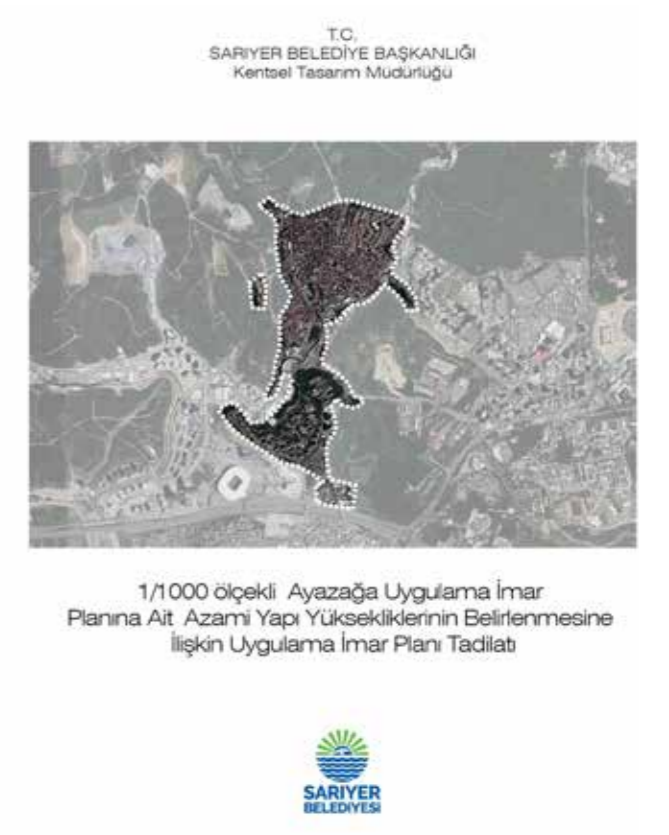 T.C.
SARIYER BELEDİYE BAŞKANLIĞI
Kentsel Tasarım Müdürlüğü
1/1000 ölçekli Ayazağa Uygulama İmar
Planına Ait Azami Yapı Yüksekliklerinin Belirlenmesine
İlişkin Uygulama İmar Planı Tadilatı
SARIYER
BELEDİYESİ